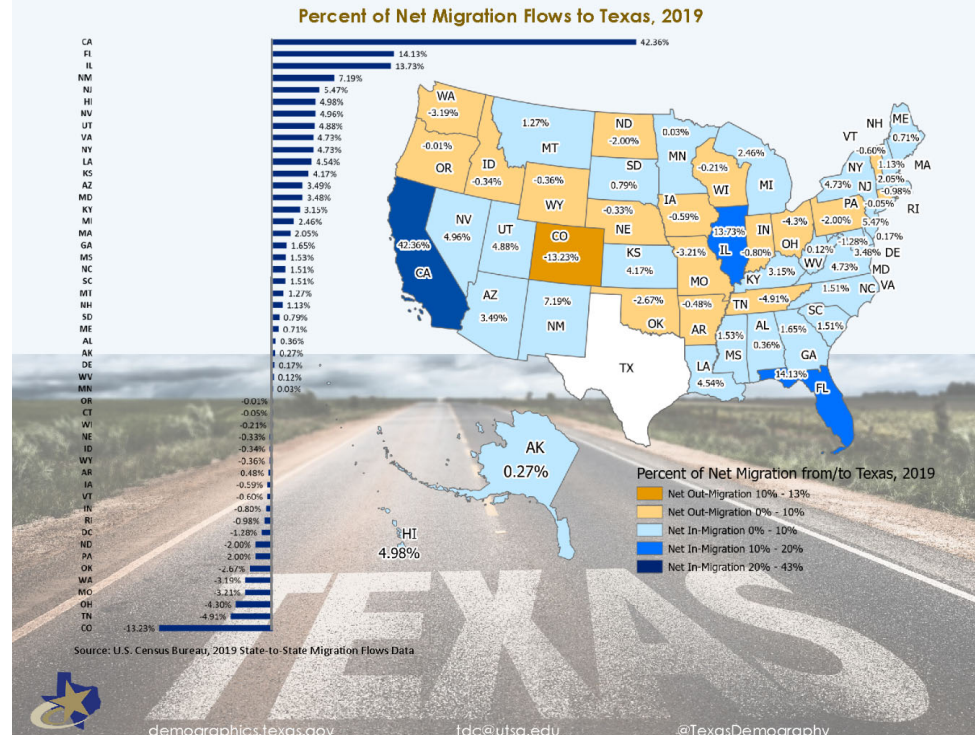 Percent of Net Migration Flows to Texas, 2019
CA 42.36%
FL 14.13%
IL 13.73%
NM 7.19%
NJ 5.47%
HI 4.98%
NV 4.96%
UT 4.88%
VA 4.73%
NY 4.73%
LA 4.54%
KS 4.17%
AZ 3.49%
MD 3.48%
KY 3.15%
MI 2.46%
MA 2.05%
GA 1.65%
MS 1.53%
NC 1.51%
SC 1.51%
MT 1.27%
NH 1.13%
SD 0.79%
ME 0.71%
AL 0.36%
AK 0.27%
DE 0.17%
WV 0.12%
MN 0.03%
OR -0.01%
CT -0.05%
WI -0.21%
NE -0.33%
ID -0.34%
WY -0.36%
AR 0.48%
IA -0.59%
VT -0.60%
IN -0.80%
RI -0.98%
DC -1.28%
ND -2.00%
PA -2.00%
OK -2.67%
WA -3.19%
MO -3.21%
OH -4.30%
TN -4.91%
CO -13.23%
WA
-3.19%
-0.01%
OR
ID
-0.34%
1.27%
MT
-0.36%
WY
ND
-2.00%
SD
0.79%
-0.33%
NE
0.03%
MN
-0.21%
WI
2.46%
MI
IA
-0.59%
42.36%
CA
NV
4.96%
UT
4.88%
CO
-13.23%
KS
4.17%
-3.21%
MO
13.73%
IL
IN
-0.80%
-4.3%
OH
KY
3.15%
WV
0.12%
AZ
3.49%
7.19%
NM
-2.67%
OK
-0.48%
AR
TN
-4.91%
TX
LA
4.54%
1.53%
MS
AL
0.36%
1.65%
GA
SC
1.51%
1.51%
NC
4.73%
VA
14.13%
FL
NH
ME
0.71%
VT
-0.60%
1.13%
MA
NY
4.73%
2.05%
NJ
-0.98%
RI
PA
-2.00%
-0.05%
5.47%
0.17%
DE
-1.28%
3.48%
MD
AK
0.27%
HI
4.98%
Percent of Net Migration from/to Texas, 2019
Net Out-Migration 10% - 13%
Net Out-Migration 0% - 10%
Net In-Migration 0% - 10%
Net In-Migration 10% - 20%
Net In-Migration 20% - 43%
TEXAS
Source: U.S. Census Bureau, 2019 State-to-State Migration Flows Data
demographics.texas.gov tdc@utsa.edu @TexasDemography